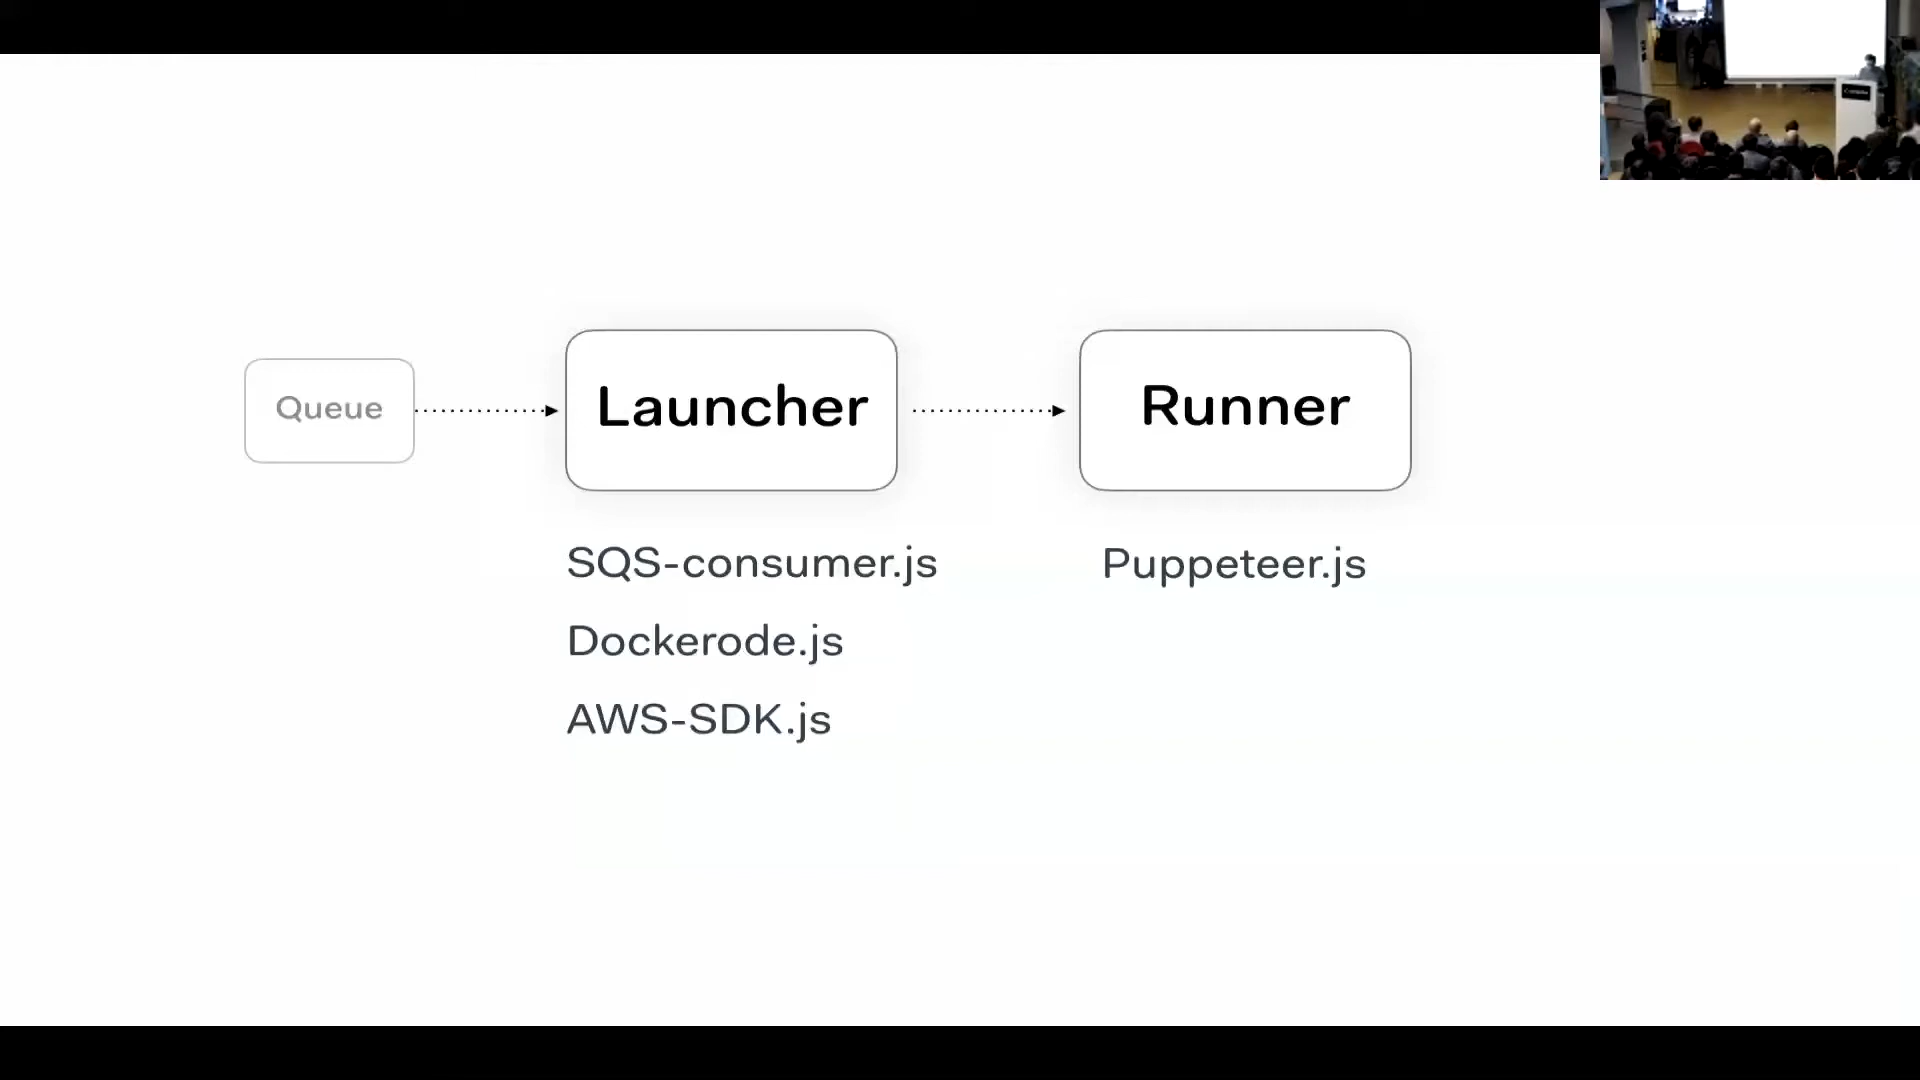 Queue
Launcher
Runner
SQS-consumer.js
Puppeteer.js
Dockerode.js
AWS-SDK.js